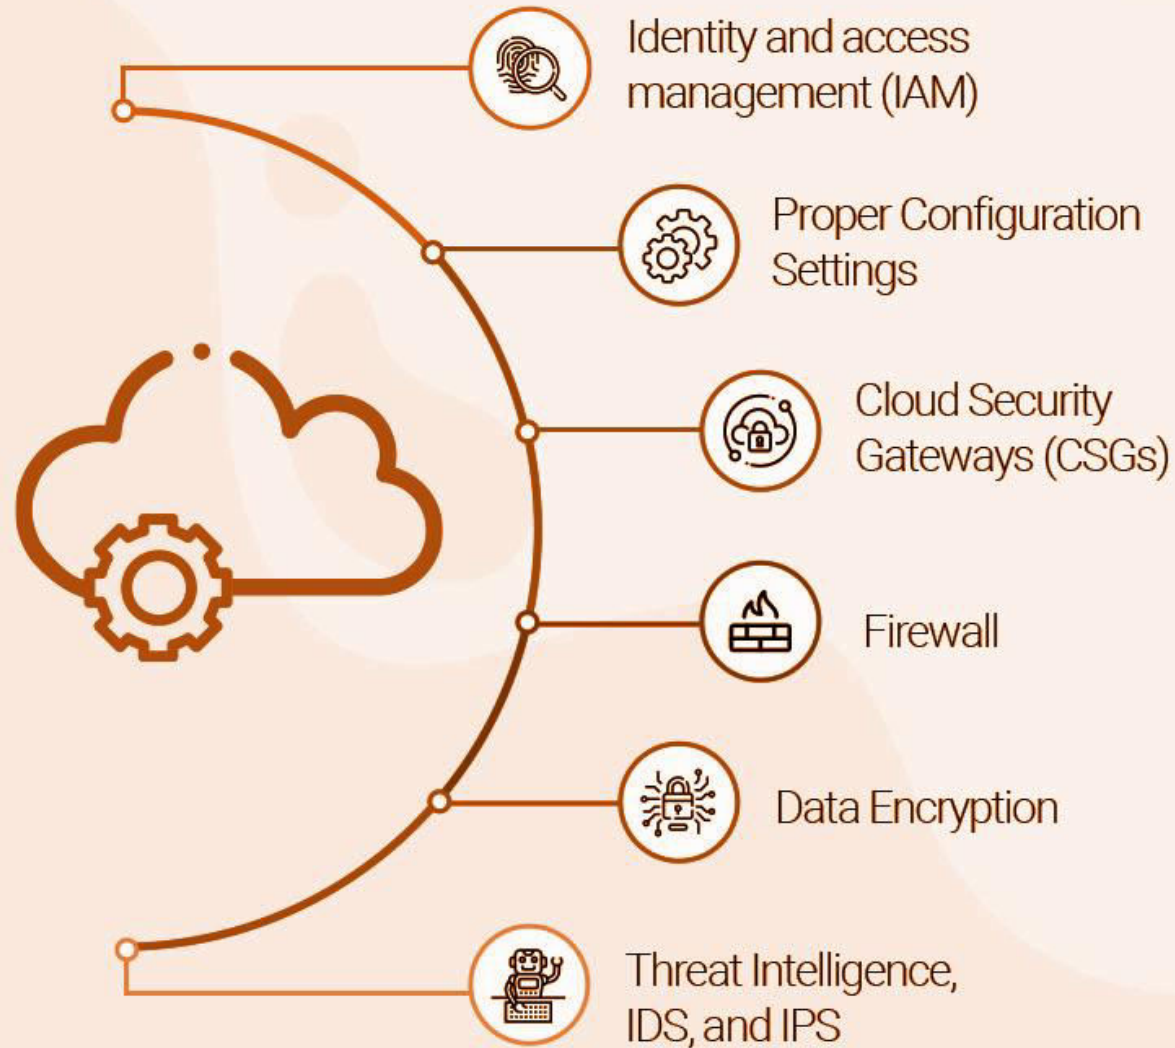 Identity and access
management (IAM)
Proper Configuration
Settings
Cloud Security
Gateways (CSGs)
Firewall
Data Encryption
Threat Intelligence,
IDS, and IPS